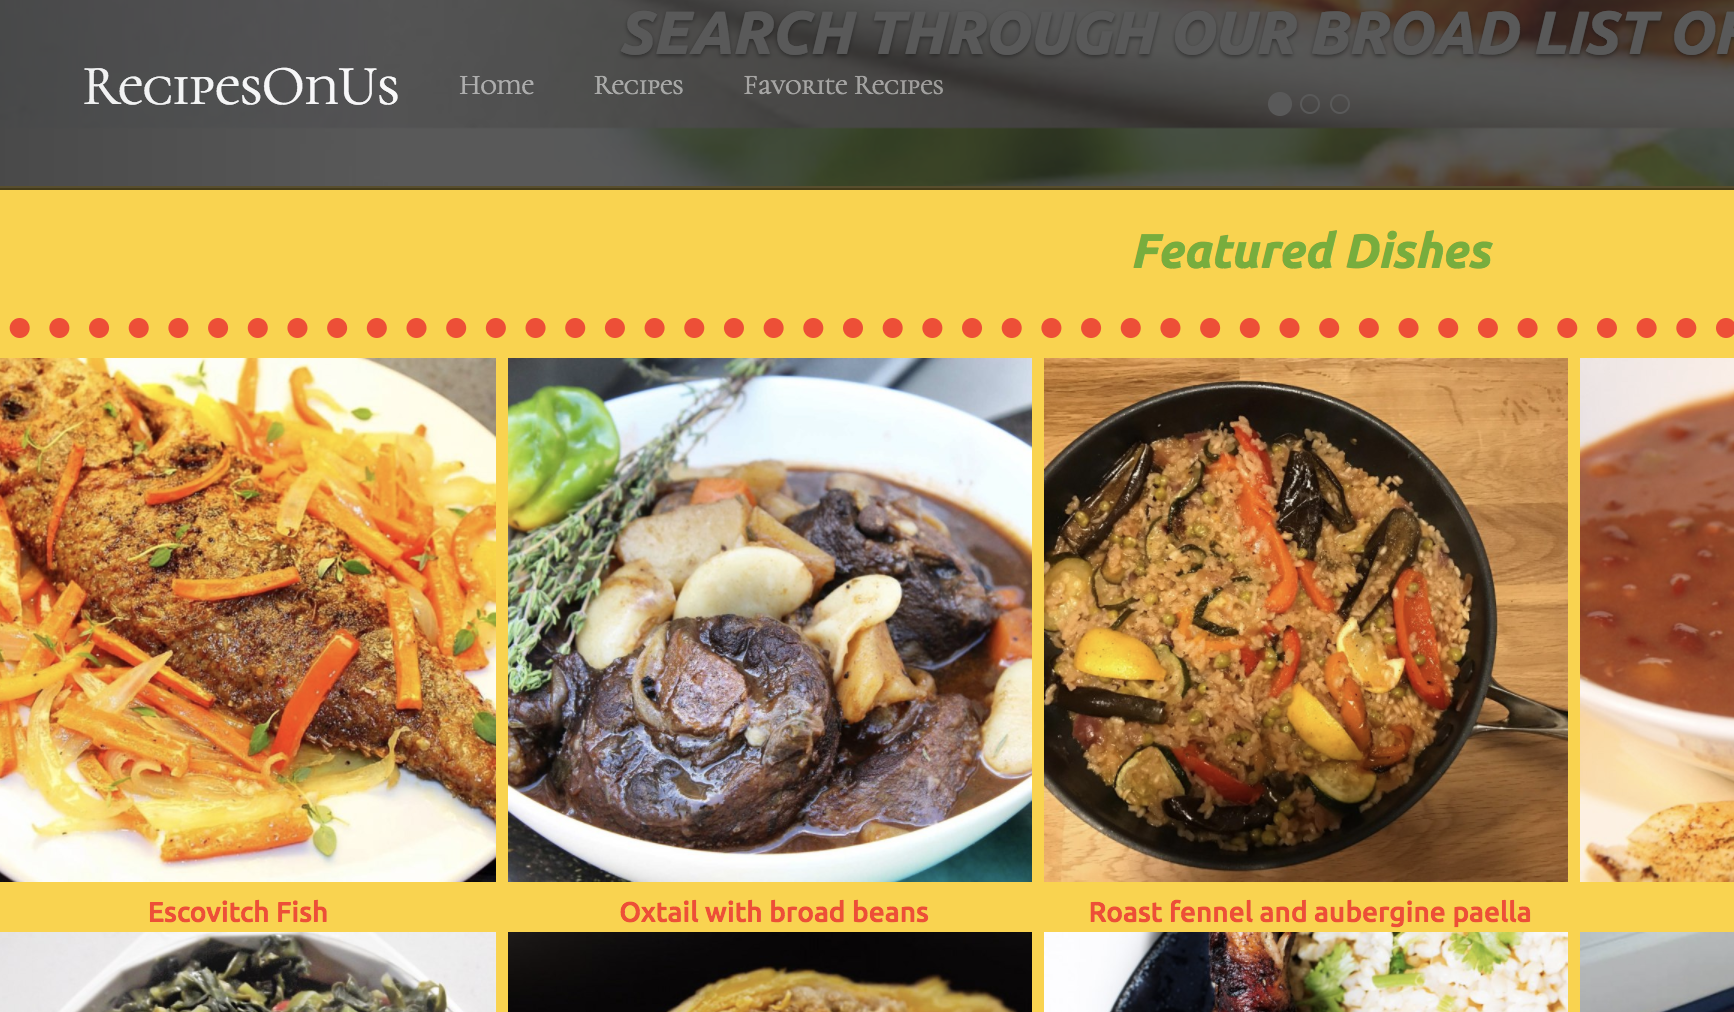 SEARCH THROUGH OUR BROAD LIST
RecipesOnUs
Home
Recipes
Favorite Recipes
Featured Dishes
Escovitch Fish
Oxtail with broad beans
Roast fennel and aubergine paella